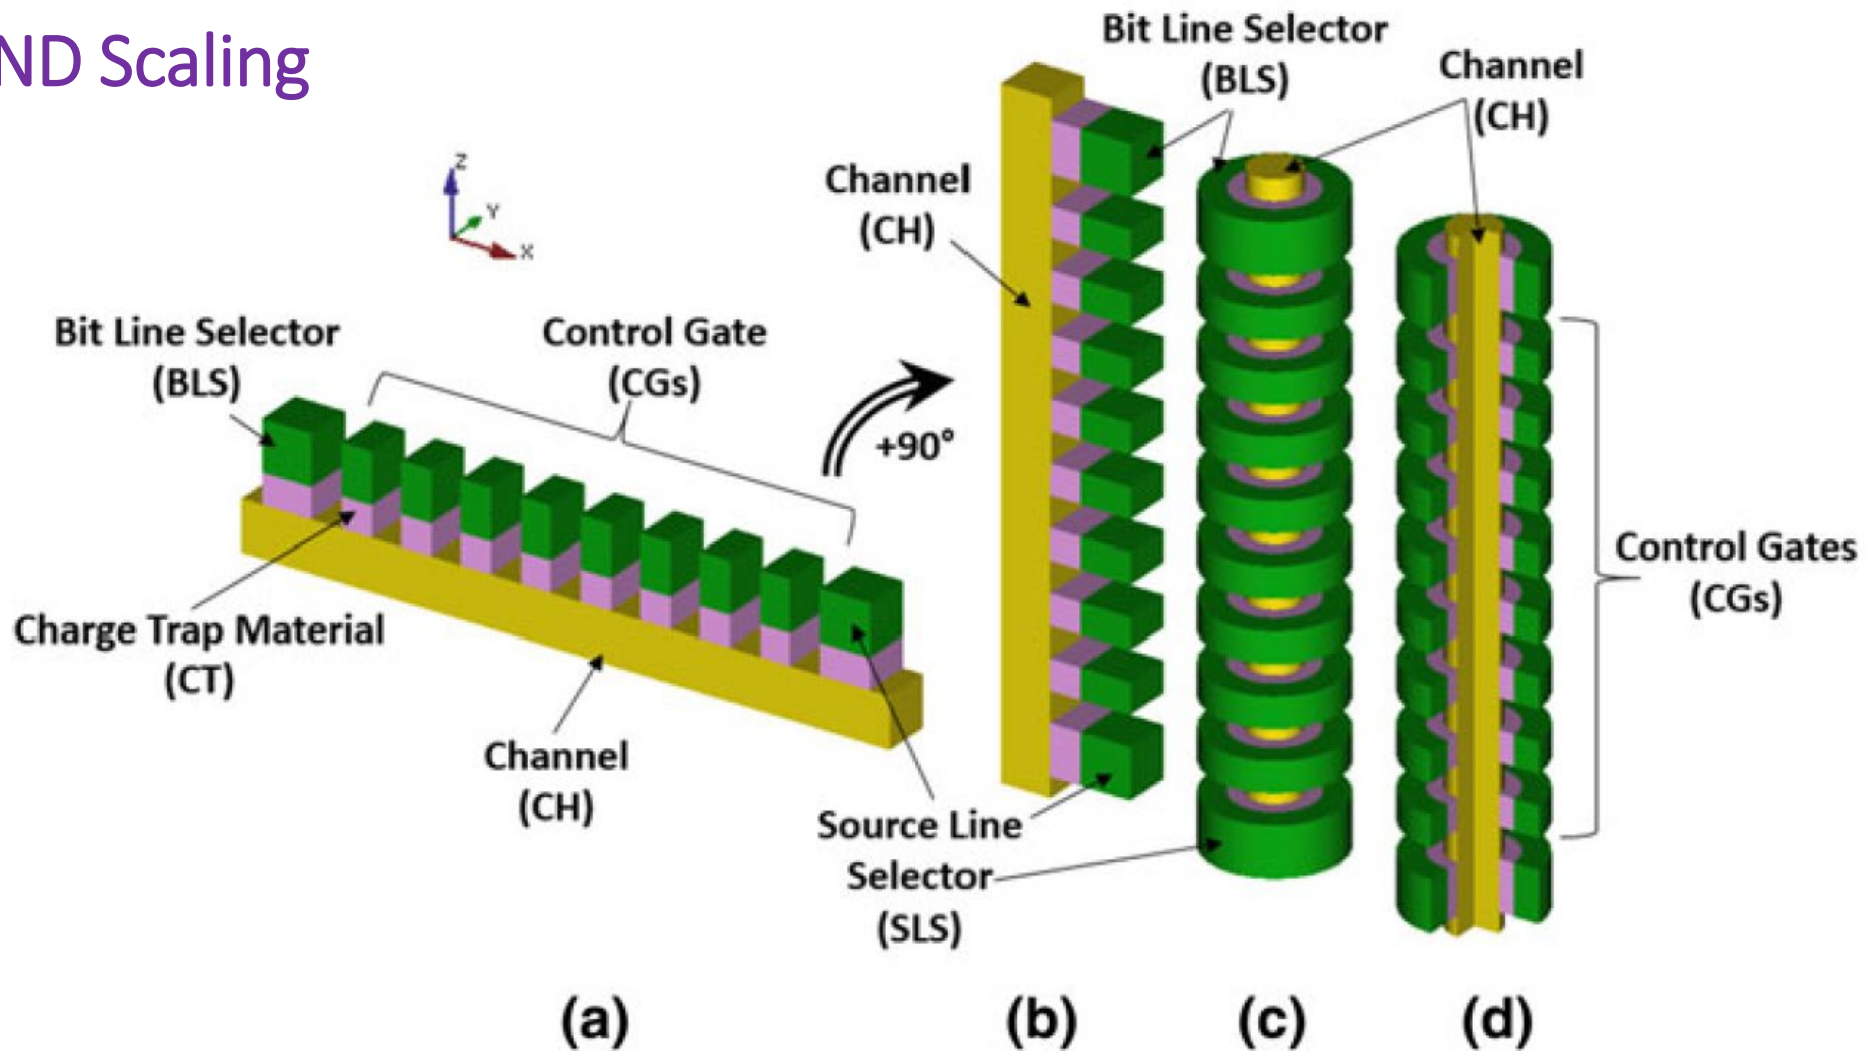 ND Scaling
Bit Line Selector
(BLS)
Channel
(CH)
Z
Y
X
Channel
(CH)
Bit Line Selector
(BLS)
Control Gate
(CGs)
+90°
Charge Trap Material
(CT)
Channel
(CH)
Source Line
Selector
(SLS)
Control Gates
(CGs)
(a)
(b)
(c)
(d)